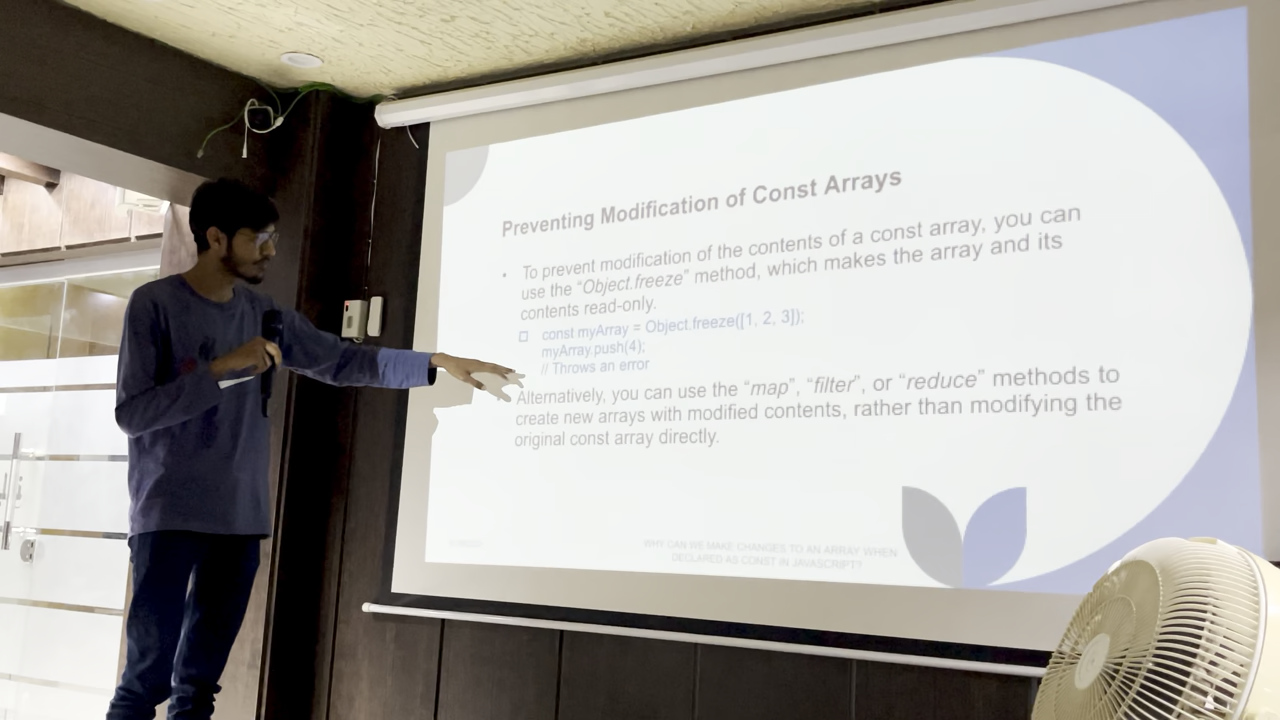 Preventing Modification of Const Arrays
• To prevent modification of the contents of a const array, you can
use the “Object.freeze” method, which makes the array and its
contents read-only.
□ const myArray = Object.freeze([1, 2, 3]);
myArray.push(4);
// Throws an error
Alternatively, you can use the “map”, “filter”, or “reduce” methods to
create new arrays with modified contents, rather than modifying the
original const array directly.
WHY CAN WE MAKE CHANGES TO AN ARRAY WHEN
DECLARED AS CONST IN JAVASCRIPT?